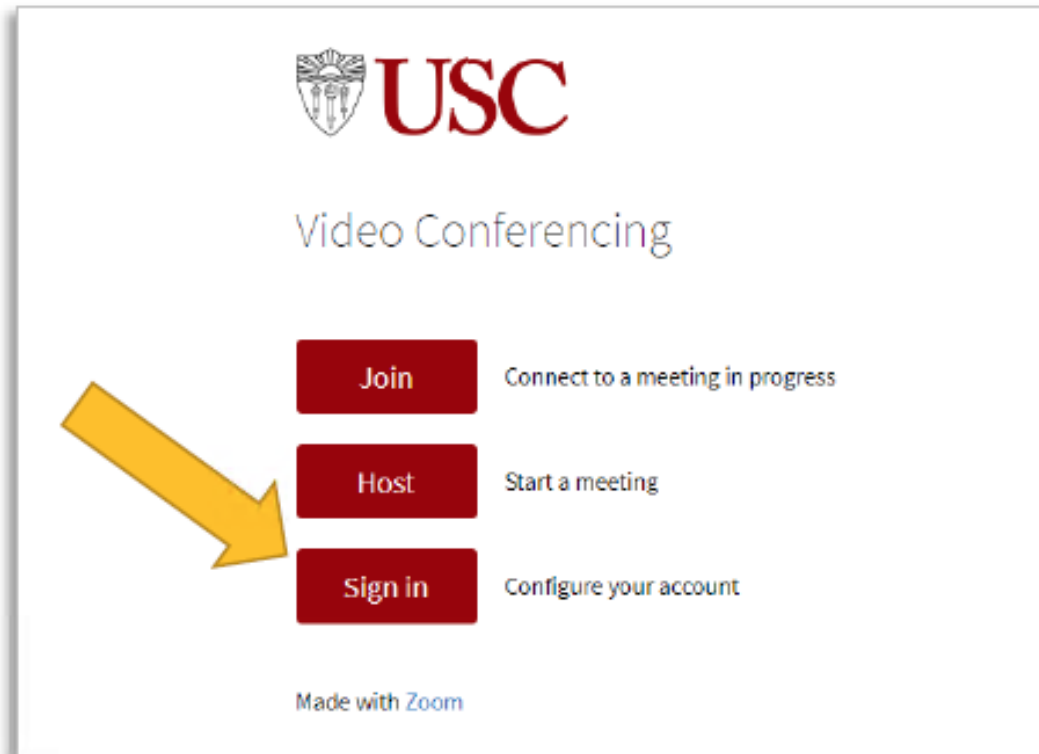 USC
Video Conferencing
Join Connect to a meeting in progress
Host Start a meeting
Sign in Configure your account
Made with Zoom